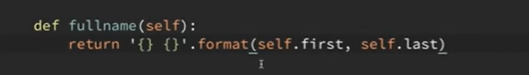 def fullname(self):
    return '{} {}'.format(self.first, self.last)